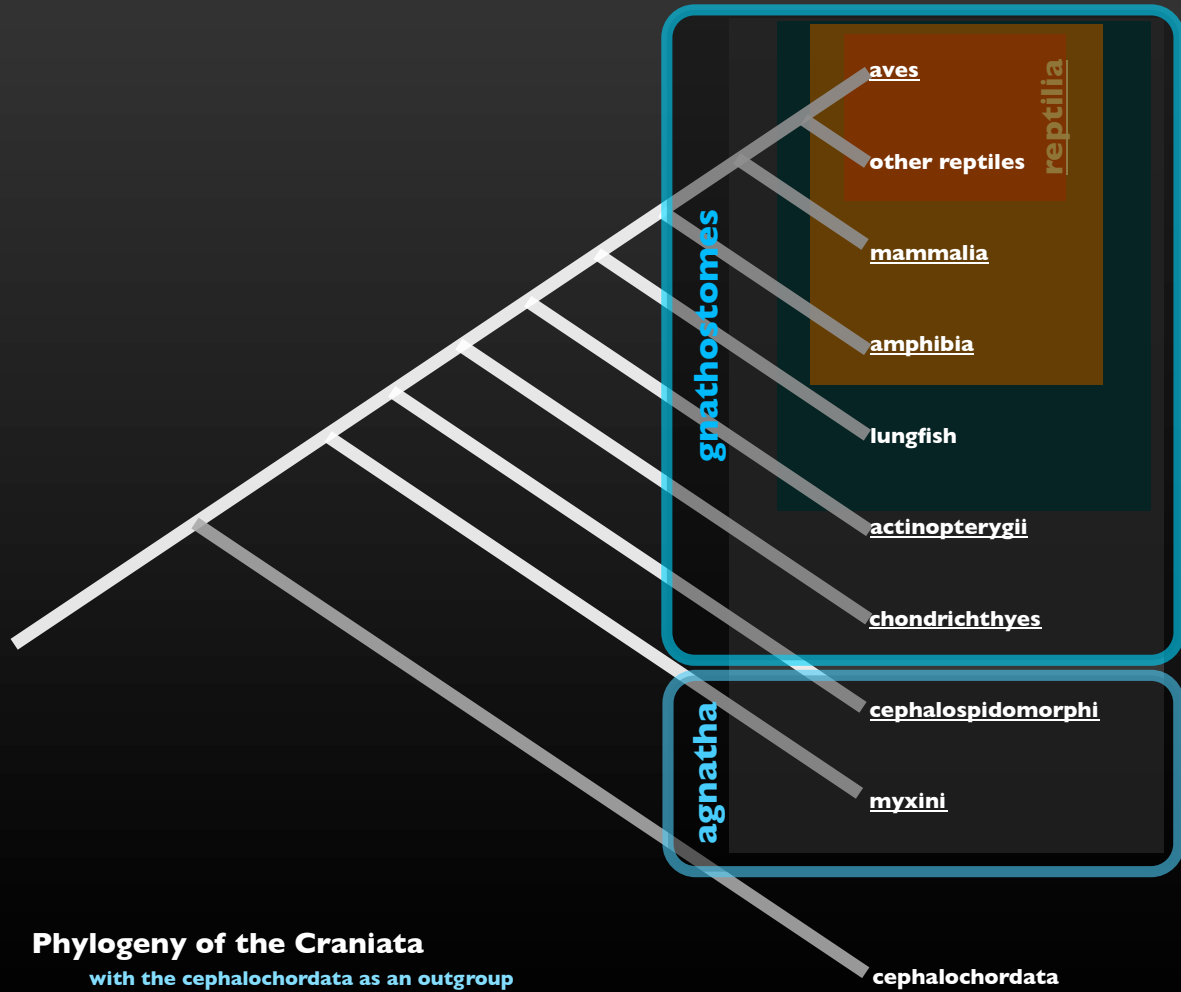 aves
reptilia
other reptiles
mammalia
gnathostomes
amphibia
lungfish
actinopterygii
chondrichthyes
cephalospidomorphi
agnatha
myxini
Phylogeny of the Craniata
with the cephalochordata as an outgroup
cephalochordata